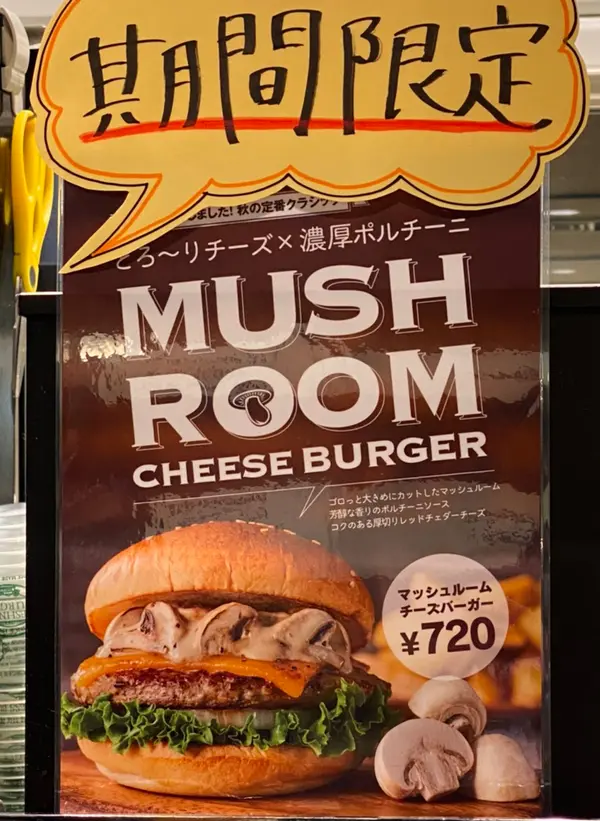 期間限定
しました! 秋の定番クラシック
とろ〜りチーズ×濃厚ポルチーニ
MUSH
ROOM
CHEESE BURGER
ゴロっと大きめにカットしたマッシュルーム
芳醇な香りのポルチーニソース
コクのある厚切りレッドチェダーチーズ
マッシュルーム
チーズバーガー
¥720